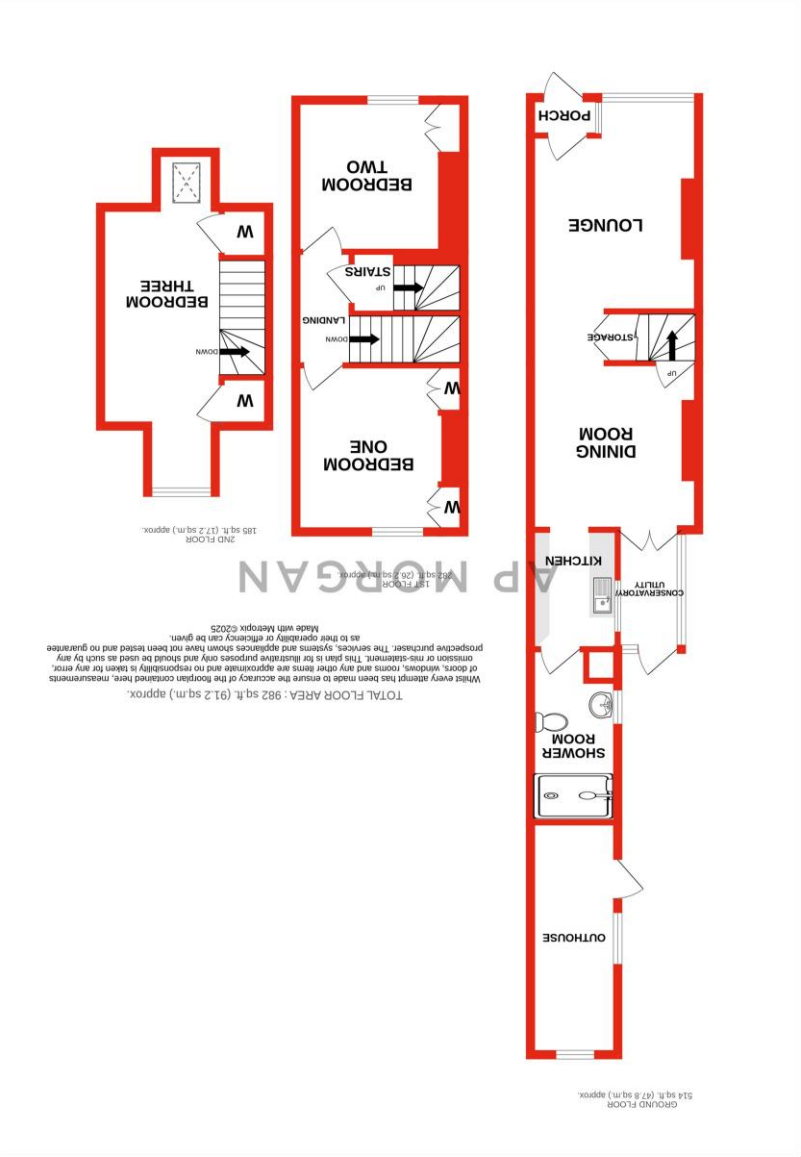 GROUND FLOOR
514 sq.ft. (47.8 sq.m.) approx.
OUTHOUSE
SHOWER
ROOM
CONSERVATORY/
UTILITY
KITCHEN
DINING
ROOM
UP
STORAGE
LOUNGE
PORCH
1ST FLOOR
282 sq.ft. (26.2 sq.m.) approx.
W
BEDROOM
ONE
W
DOWN
LANDING
UP
STAIRS
BEDROOM
TWO
2ND FLOOR
185 sq.ft. (17.2 sq.m.) approx.
W
DOWN
BEDROOM
THREE
W
AP MORGAN
TOTAL FLOOR AREA : 982 sq.ft. (91.2 sq.m.) approx.
Whilst every attempt has been made to ensure the accuracy of the floorplan contained here, measurements
of doors, windows, rooms and any other items are approximate and no responsibility is taken for any error,
omission or mis-statement. This plan is for illustrative purposes only and should be used as such by any
prospective purchaser. The services, systems and appliances shown have not been tested and no guarantee
as to their operability or efficiency can be given.
Made with Metropix ©2025